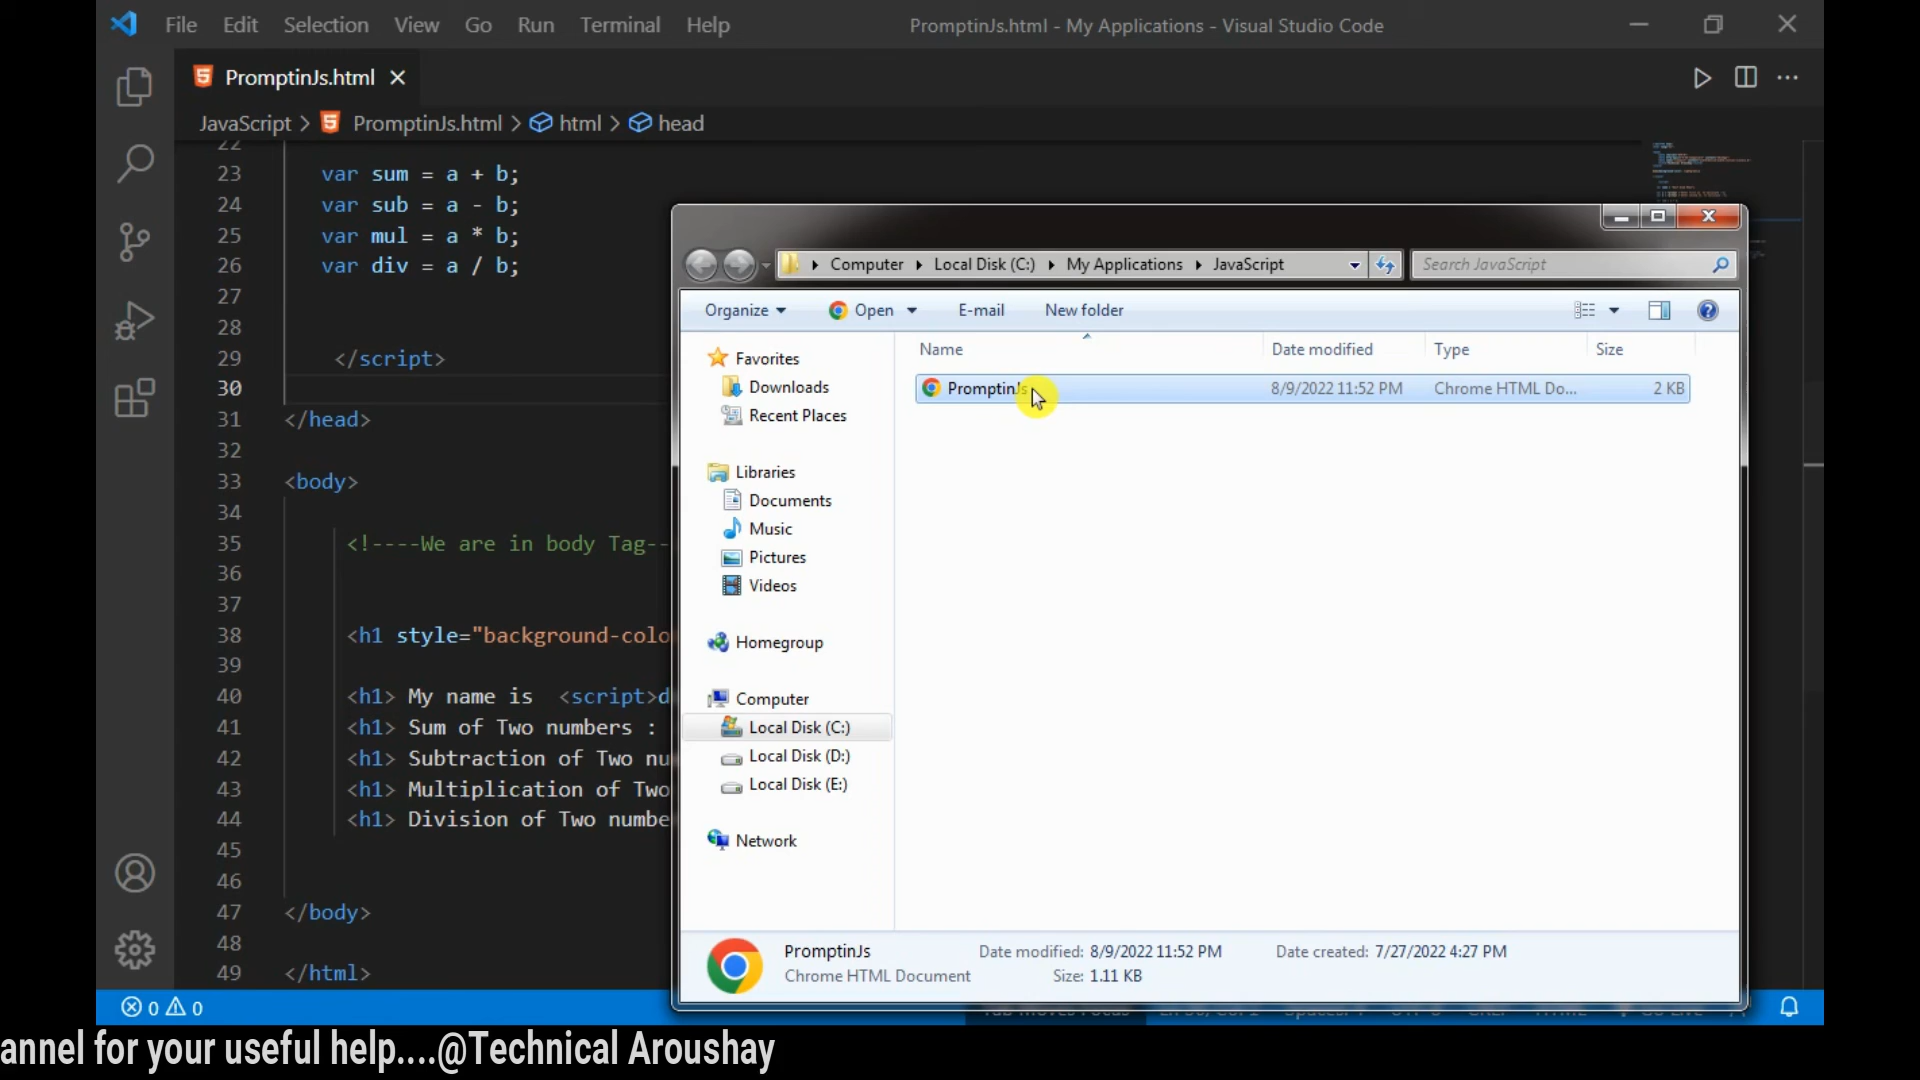 File Edit Selection View Go Run Terminal Help
PromptinJs.html - My Applications - Visual Studio Code
PromptinJs.html
JavaScript > PromptinJs.html > html > head
22
23 var sum = a + b;
24 var sub = a - b;
25 var mul = a * b;
26 var div = a / b;
27
28
29 </script>
30
31 </head>
32
33 <body>
34
35 <!----We are in body Tag--
36
37
38 <h1 style="background-colo
39
40 <h1> My name is <script>d
41 <h1> Sum of Two numbers :
42 <h1> Subtraction of Two nu
43 <h1> Multiplication of Two
44 <h1> Division of Two numbe
45
46
47 </body>
48
49 </html>
0 0
Computer Local Disk (C:) My Applications JavaScript
Search JavaScript
Organize Open E-mail New folder
Favorites
Downloads
Recent Places
Libraries
Documents
Music
Pictures
Videos
Homegroup
Computer
Local Disk (C:)
Local Disk (D:)
Local Disk (E:)
Network
Name Date modified Type Size
PromptinJs 8/9/2022 11:52 PM Chrome HTML Do... 2 KB
PromptinJs Date modified: 8/9/2022 11:52 PM Date created: 7/27/2022 4:27 PM
Chrome HTML Document Size: 1.11 KB
annel for your useful help....@Technical Aroushay